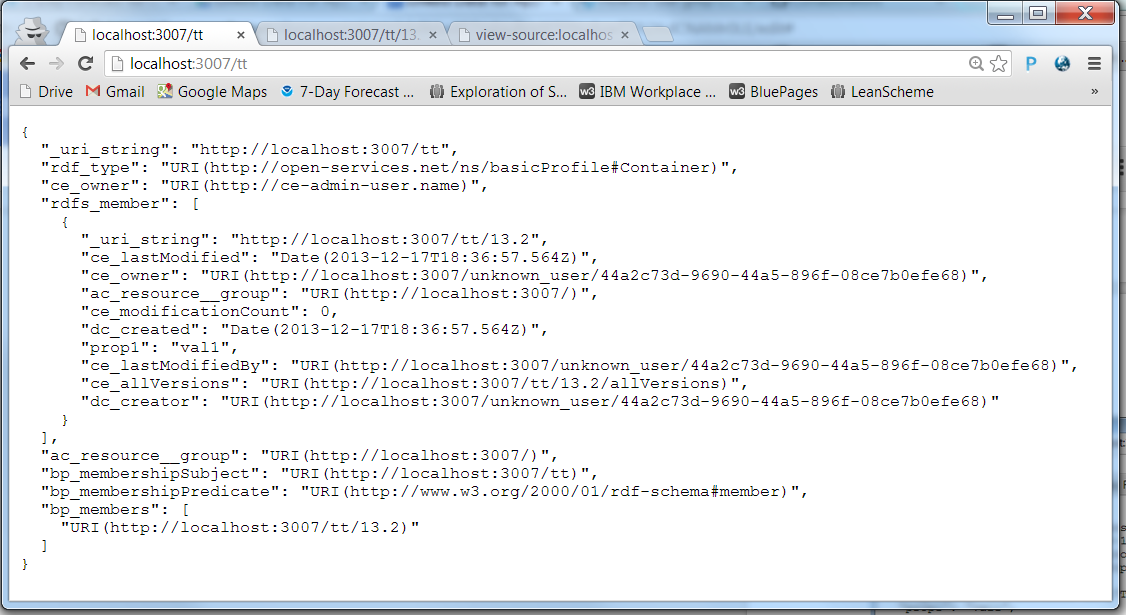 localhost:3007/tt
localhost:3007/tt/13.
view-source:localhos
localhost:3007/tt
Drive
Gmail
Google Maps
7-Day Forecast ...
Exploration of S...
IBM Workplace ...
BluePages
LeanScheme
»
{
  "_uri_string": "http://localhost:3007/tt",
  "rdf_type": "URI(http://open-services.net/ns/basicProfile#Container)",
  "ce_owner": "URI(http://ce-admin-user.name)",
  "rdfs_member": [
    {
      "_uri_string": "http://localhost:3007/tt/13.2",
      "ce_lastModified": "Date(2013-12-17T18:36:57.564Z)",
      "ce_owner": "URI(http://localhost:3007/unknown_user/44a2c73d-9690-44a5-896f-08ce7b0efe68)",
      "ac_resource__group": "URI(http://localhost:3007/)",
      "ce_modificationCount": 0,
      "dc_created": "Date(2013-12-17T18:36:57.564Z)",
      "prop1": "val1",
      "ce_lastModifiedBy": "URI(http://localhost:3007/unknown_user/44a2c73d-9690-44a5-896f-08ce7b0efe68)",
      "ce_allVersions": "URI(http://localhost:3007/tt/13.2/allVersions)",
      "dc_creator": "URI(http://localhost:3007/unknown_user/44a2c73d-9690-44a5-896f-08ce7b0efe68)"
    }
  ],
  "ac_resource__group": "URI(http://localhost:3007/)",
  "bp_membershipSubject": "URI(http://localhost:3007/tt)",
  "bp_membershipPredicate": "URI(http://www.w3.org/2000/01/rdf-schema#member)",
  "bp_members": [
    "URI(http://localhost:3007/tt/13.2)"
  ]
}